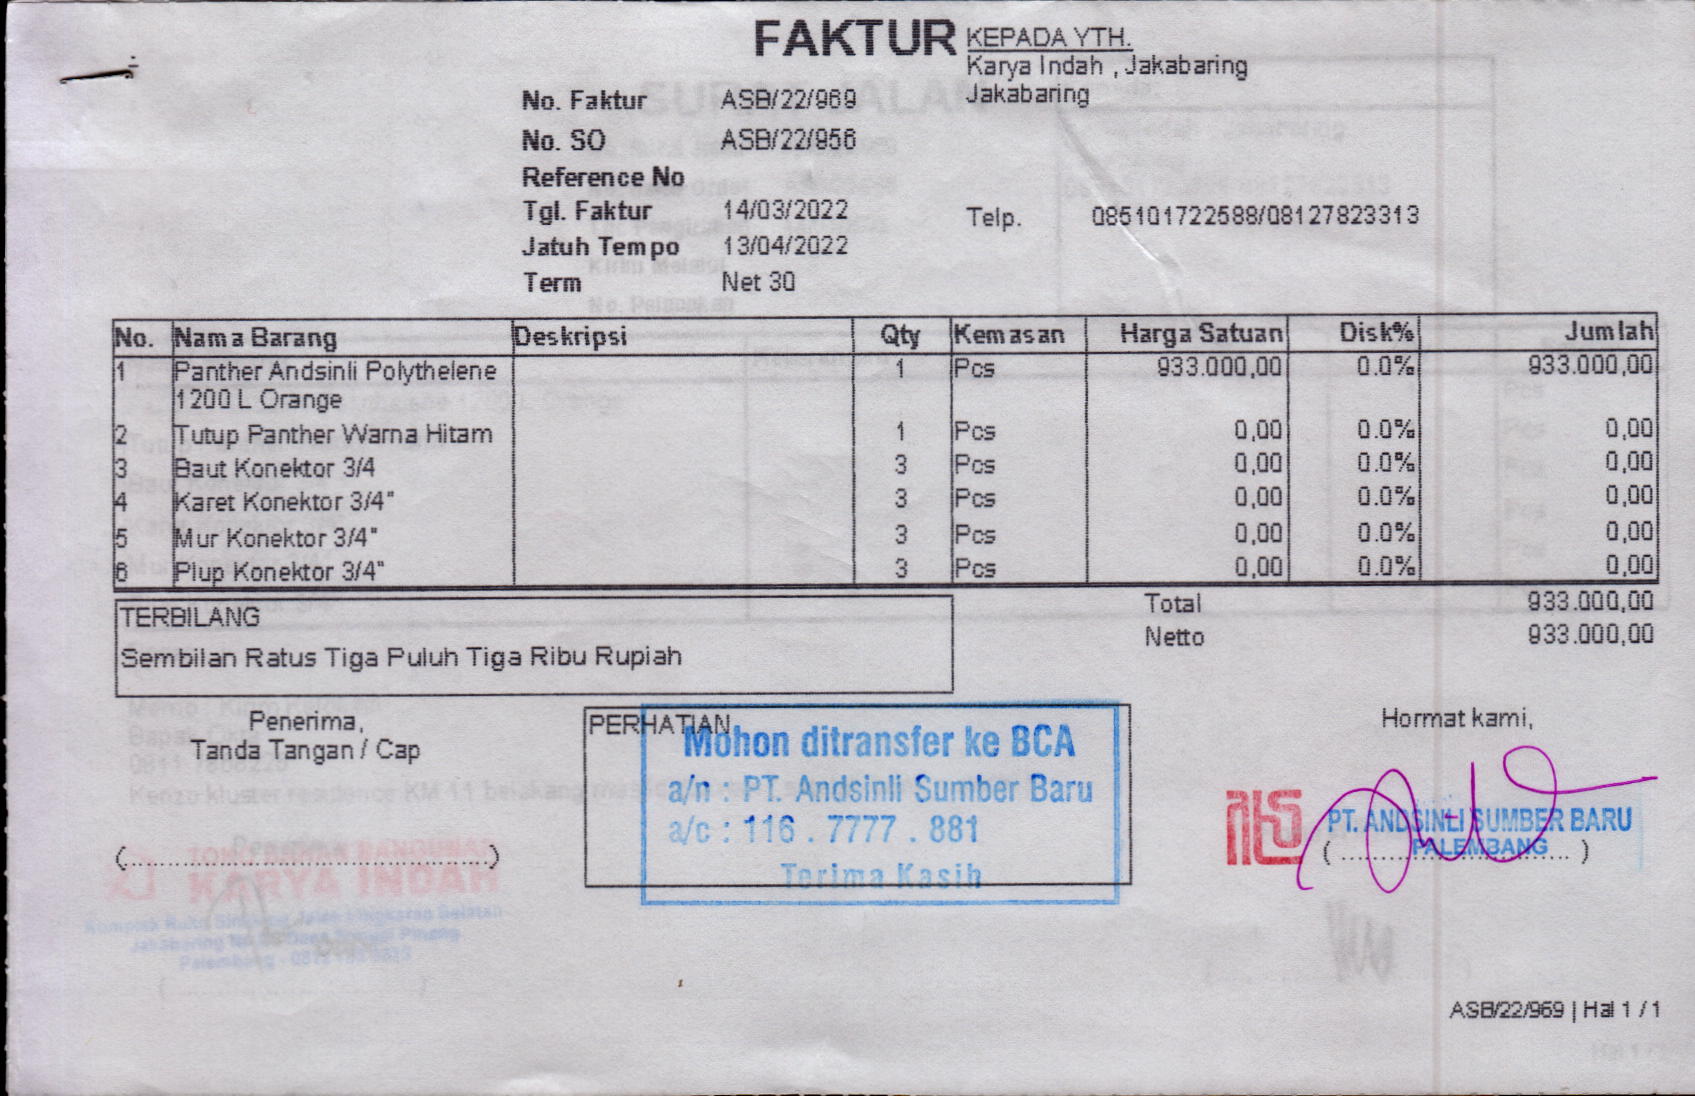 FAKTUR
KEPADA YTH.
Karya Indah , Jakabaring
Jakabaring
No. Faktur ASB/22/969
No. SO ASB/22/956
Reference No
Tgl. Faktur 14/03/2022
Telp. 085101722588/08127823313
Jatuh Tempo 13/04/2022
Term Net 30
No. Nama Barang Deskripsi Qty Kemasan Harga Satuan Disk% Jumlah
1 Panther Andsinli Polythelene 1 Pcs 933.000,00 0.0% 933.000,00
1200 L Orange
2 Tutup Panther Warna Hitam 1 Pcs 0,00 0.0% 0,00
3 Baut Konektor 3/4 3 Pcs 0,00 0.0% 0,00
4 Karet Konektor 3/4" 3 Pcs 0,00 0.0% 0,00
5 Mur Konektor 3/4" 3 Pcs 0,00 0.0% 0,00
6 Plup Konektor 3/4" 3 Pcs 0,00 0.0% 0,00
Total 933.000,00
Netto 933.000,00
TERBILANG
Sembilan Ratus Tiga Puluh Tiga Ribu Rupiah
Penerima,
Tanda Tangan / Cap
(................................................)
PERHATIAN
Mohon ditransfer ke BCA
a/n : PT. Andsinli Sumber Baru
a/c : 116 . 7777 . 881
Terima Kasih
Hormat kami,
PT. ANDSINLI SUMBER BARU
PALEMBANG
( ................................ )
KARYA INDAH
ASB/22/969 | Hal 1 / 1